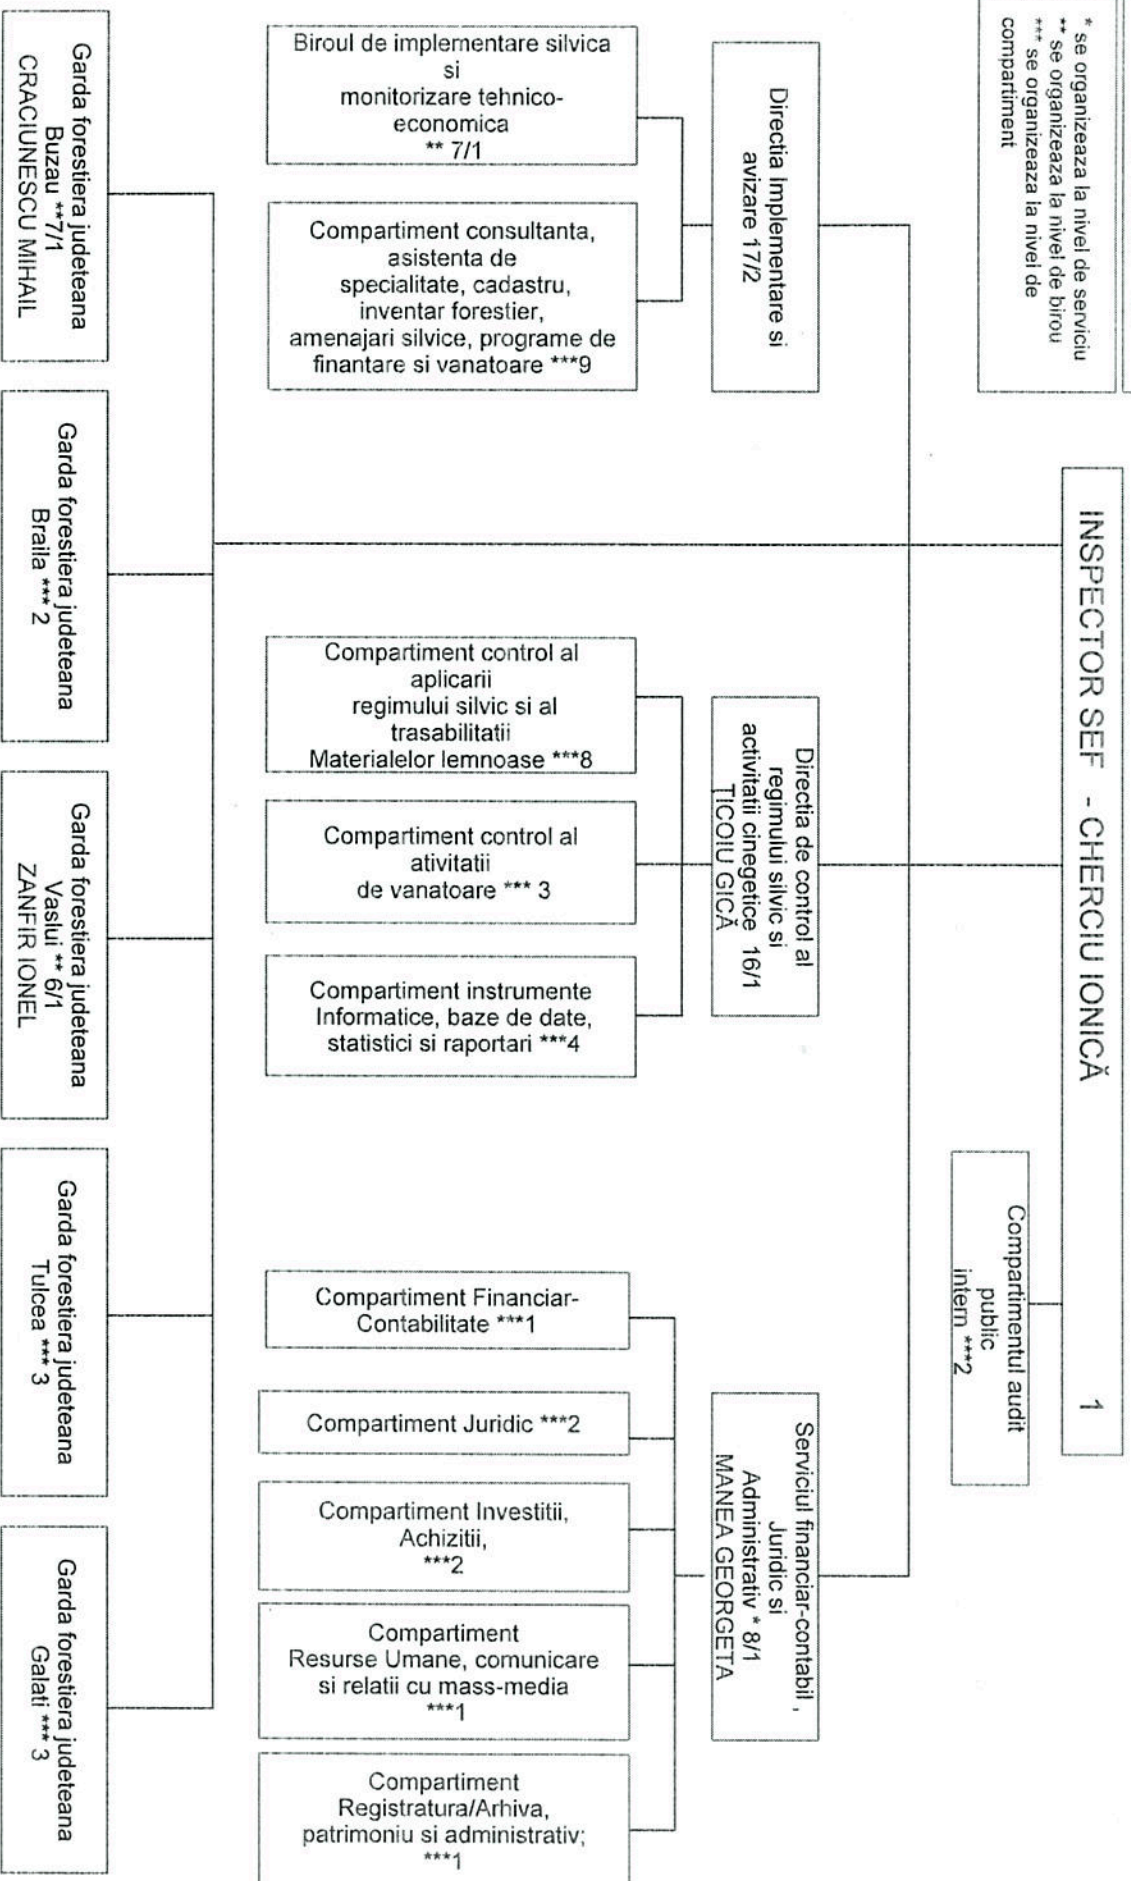 * se organizeaza la nivel de serviciu
** se organizeaza la nivel de birou
*** se organizeaza la nivel de
compartiment
INSPECTOR SEF - CHERCIU IONICĂ 1
Compartimentul audit
public
intern ***2
Directia Implementare si
avizare 17/2
Directia de control al
regimului silvic si
activitatii cinegetice 16/1
TICOIU GICĂ
Serviciul financiar-contabil ,
Juridic si
Administrativ * 8/1
MANEA GEORGETA
Biroul de implementare silvica
si
monitorizare tehnico-
economica
** 7/1
Compartiment consultanta,
asistenta de
specialitate, cadastru,
inventar forestier,
amenajari silvice, programe de
finantare si vanatoare ***9
Compartiment control al
aplicarii
regimului silvic si al
trasabilitatii
Materialelor lemnoase ***8
Compartiment control al
ativitatii
de vanatoare *** 3
Compartiment instrumente
Informatice, baze de date,
statistici si raportari ***4
Compartiment Financiar-
Contabilitate ***1
Compartiment Juridic ***2
Compartiment Investitii,
Achizitii,
***2
Compartiment
Resurse Umane, comunicare
si relatii cu mass-media
***1
Compartiment
Registratura/Arhiva,
patrimoniu si administrativ;
***1
Garda forestiera judeteana
Buzau **7/1
CRACIUNESCU MIHAIL
Garda forestiera judeteana
Braila *** 2
Garda forestiera judeteana
Vaslui ** 6/1
ZANFIR IONEL
Garda forestiera judeteana
Tulcea *** 3
Garda forestiera judeteana
Galati *** 3